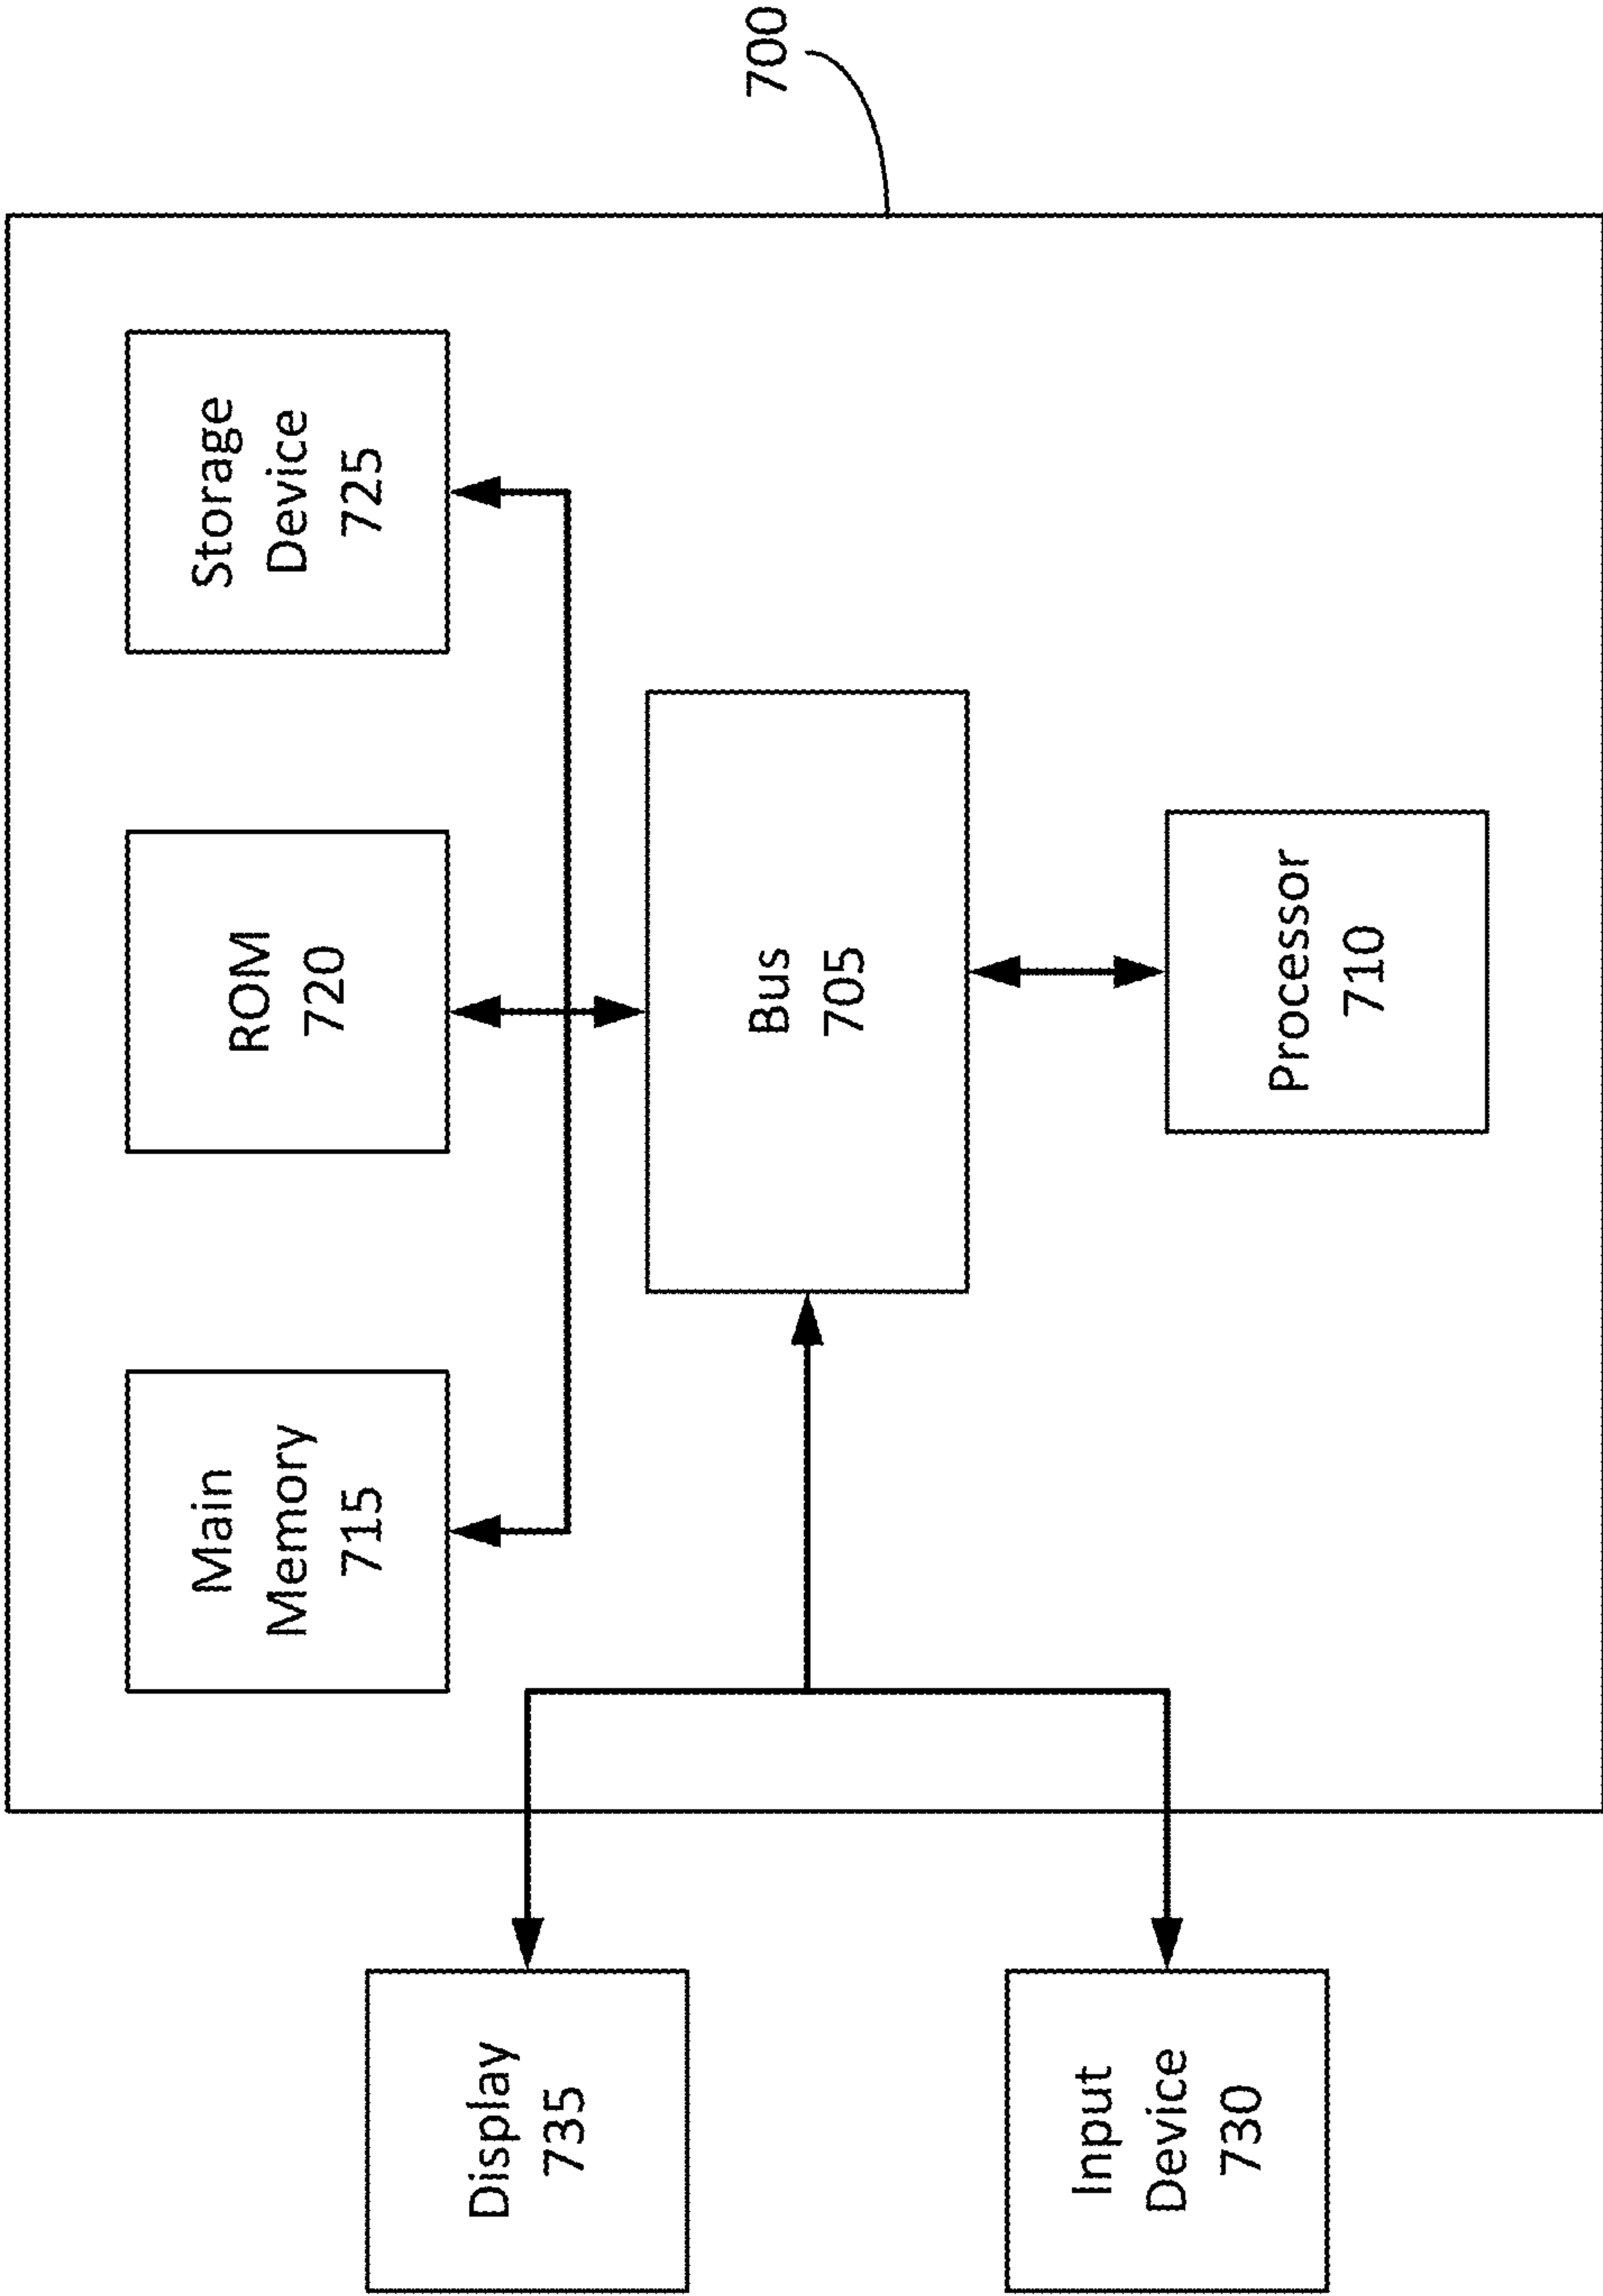 700
Main
Memory
715
ROM
720
Storage
Device
725
Display
735
Bus
705
Input
Device
730
Processor
710